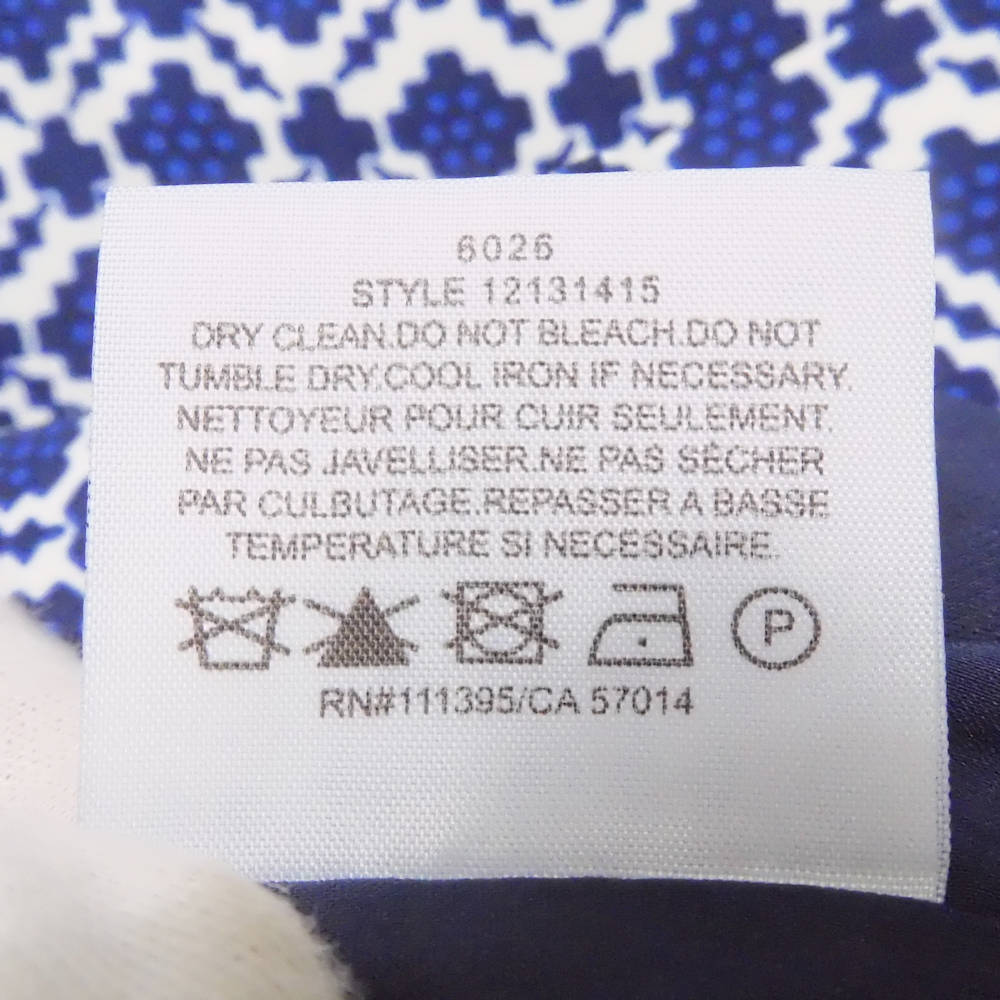 6026
STYLE 12131415
DRY CLEAN.DO NOT BLEACH.DO NOT
TUMBLE DRY.COOL IRON IF NECESSARY.
NETTOYEUR POUR CUIR SEULEMENT.
NE PAS JAVELLISER.NE PAS SÉCHER
PAR CULBUTAGE.REPASSER A BASSE
TEMPERATURE SI NECESSAIRE.
P
RN#111395/CA 57014